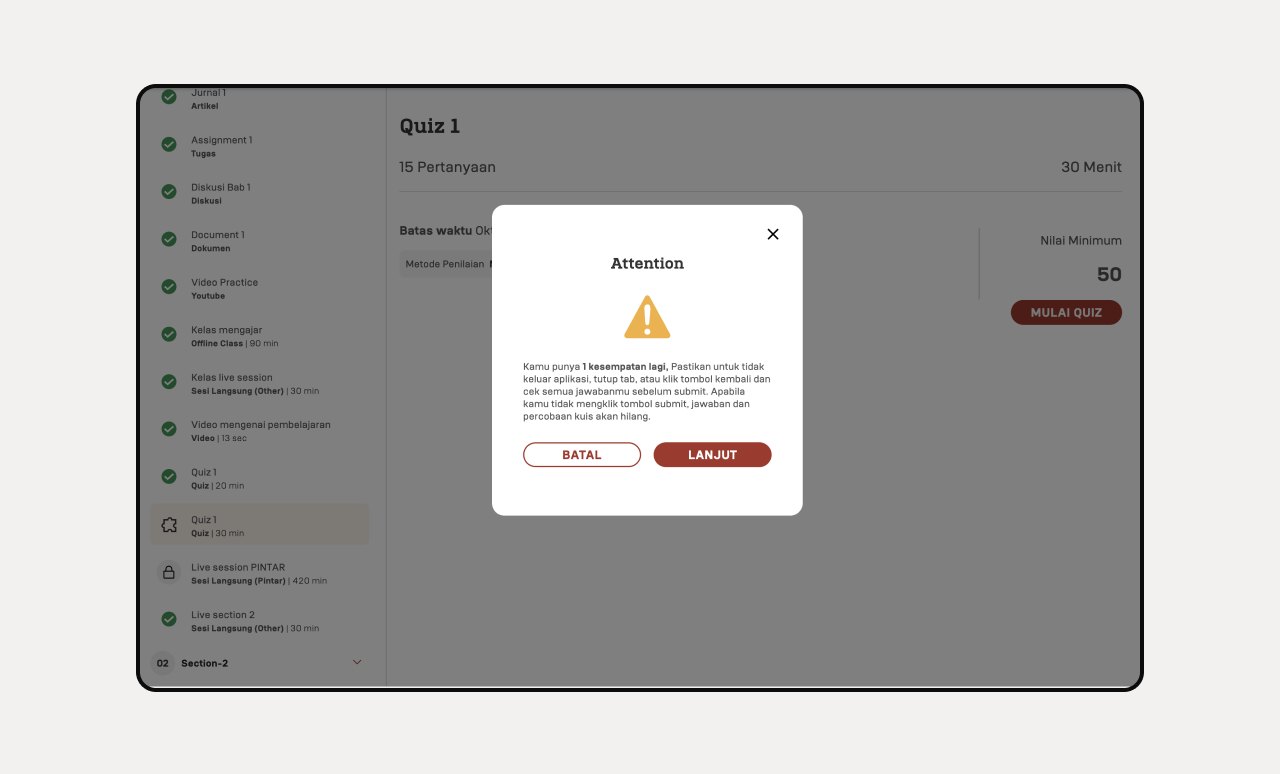 Jurnal 1
Artikel
Assignment 1
Tugas
Diskusi Bab 1
Diskusi
Document 1
Dokumen
Video Practice
Youtube
Kelas mengajar
Offline Class | 90 min
Kelas live session
Sesi Langsung (Other) | 30 min
Video mengenai pembelajaran
Video | 13 sec
Quiz 1
Quiz | 20 min
Quiz 1
Quiz | 30 min
Live session PINTAR
Sesi Langsung (Pintar) | 420 min
Live section 2
Sesi Langsung (Other) | 30 min
02 Section-2
Quiz 1
15 Pertanyaan
30 Menit
Batas waktu
Metode Penilaian
Nilai Minimum
50
MULAI QUIZ
Attention
Kamu punya 1 kesempatan lagi, Pastikan untuk tidak
keluar aplikasi, tutup tab, atau klik tombol kembali dan
cek semua jawabanmu sebelum submit. Apabila
kamu tidak mengklik tombol submit, jawaban dan
percobaan kuis akan hilang.
BATAL
LANJUT